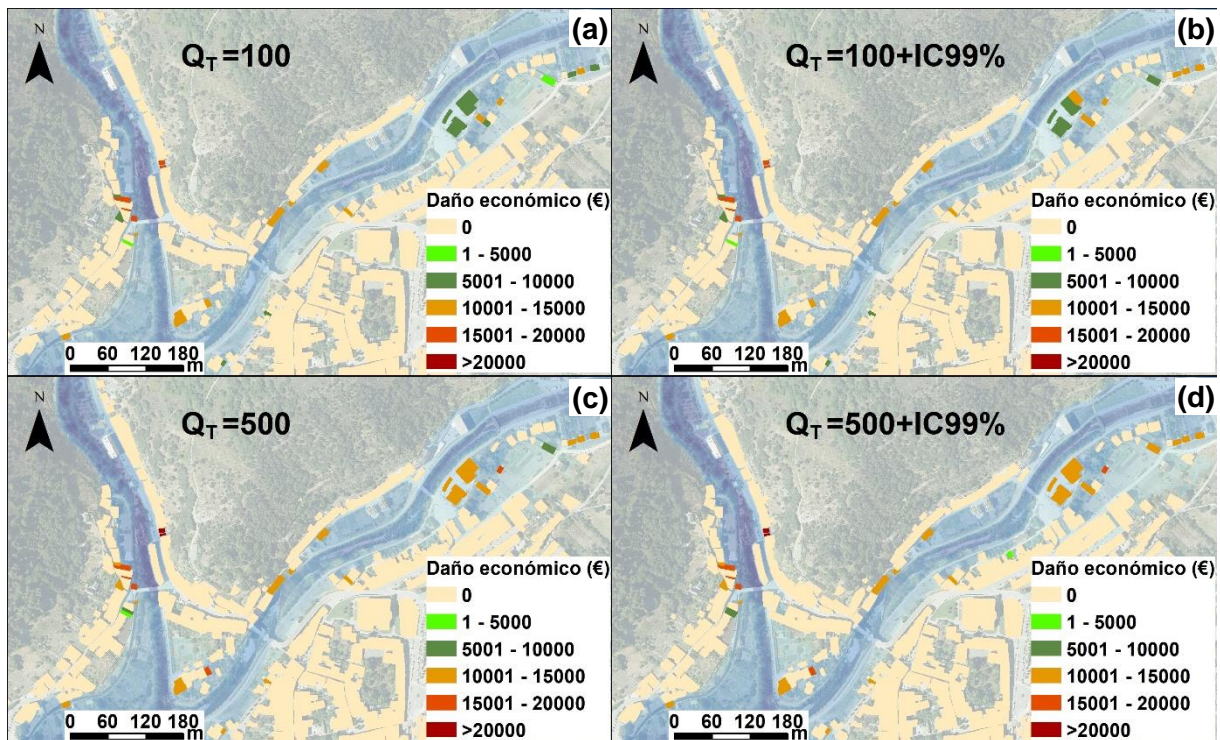 N
Q_T =100
(a)
Daño económico (€)
0
1 - 5000
5001 - 10000
10001 - 15000
15001 - 20000
>20000
0 60 120 180
m
N
Q_T =100+IC99%
(b)
Daño económico (€)
0
1 - 5000
5001 - 10000
10001 - 15000
15001 - 20000
>20000
0 60 120 180
m
N
Q_T =500
(c)
Daño económico (€)
0
1 - 5000
5001 - 10000
10001 - 15000
15001 - 20000
>20000
0 60 120 180
m
N
Q_T =500+IC99%
(d)
Daño económico (€)
0
1 - 5000
5001 - 10000
10001 - 15000
15001 - 20000
>20000
0 60 120 180
m